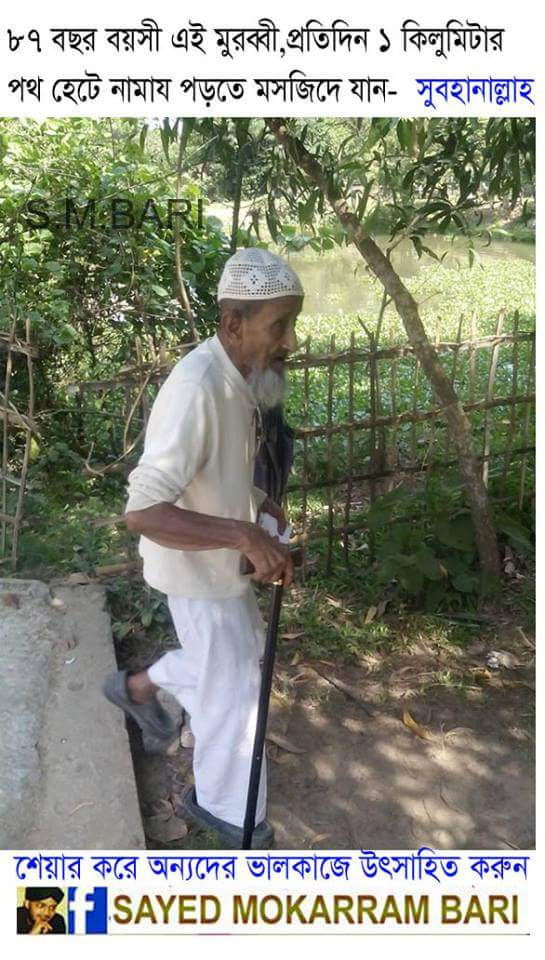 ৮৭ বছর বয়সী এই মুরব্বী,প্রতিদিন ১ কিলুমিটার
পথ হেটে নামায পড়তে মসজিদে যান- সুবহানাল্লাহ
S.M.BARI
শেয়ার করে অন্যদের ভালকাজে উৎসাহিত করুন
f SAYED MOKARRAM BARI